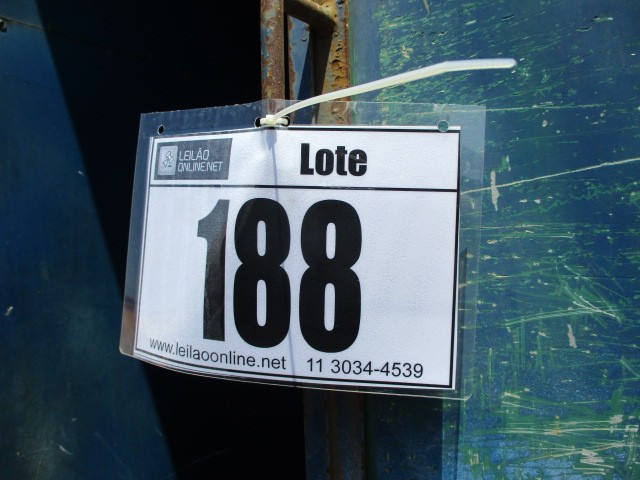 LEILÃO
ONLINE.NET
Lote
188
www.leilaoonline.net 11 3034-4539